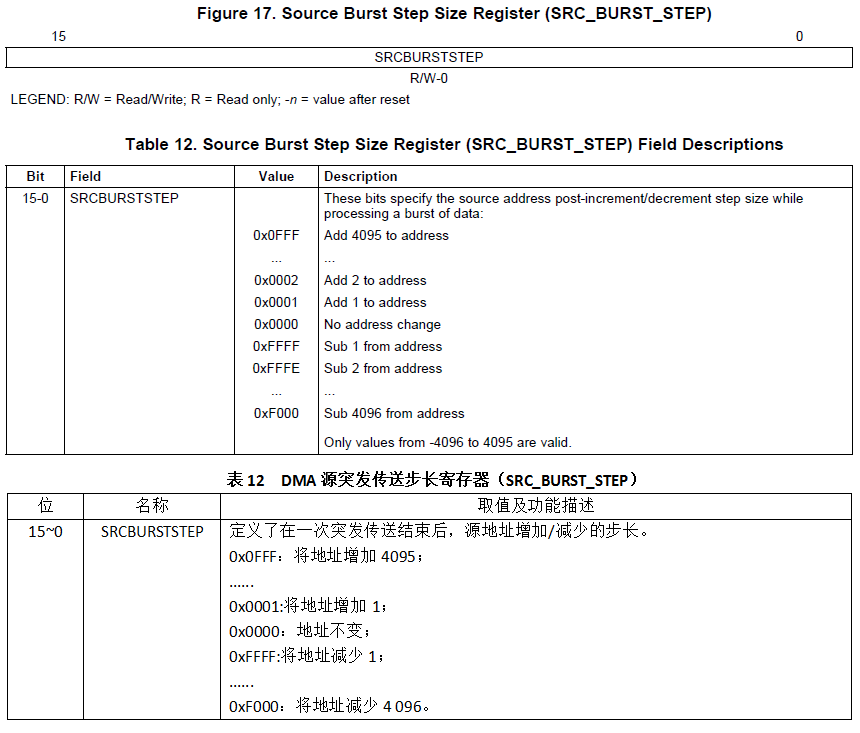 Figure 17. Source Burst Step Size Register (SRC_BURST_STEP)
15 0
SRCBURSTSTEP
R/W-0
LEGEND: R/W = Read/Write; R = Read only; -n = value after reset
Table 12. Source Burst Step Size Register (SRC_BURST_STEP) Field Descriptions
Bit Field Value Description
15-0 SRCBURSTSTEP These bits specify the source address post-increment/decrement step size while
processing a burst of data:
0x0FFF Add 4095 to address
... ...
0x0002 Add 2 to address
0x0001 Add 1 to address
0x0000 No address change
0xFFFF Sub 1 from address
0xFFFE Sub 2 from address
... ...
0xF000 Sub 4096 from address
Only values from -4096 to 4095 are valid.
表 12 DMA 源突发传送步长寄存器（SRC_BURST_STEP）
位 名称 取值及功能描述
15~0 SRCBURSTSTEP 定义了在一次突发传送结束后，源地址增加/减少的步长。
0x0FFF：将地址增加 4095；
......
0x0001:将地址增加 1；
0x0000：地址不变；
0xFFFF:将地址减少 1；
......
0xF000：将地址减少 4 096。